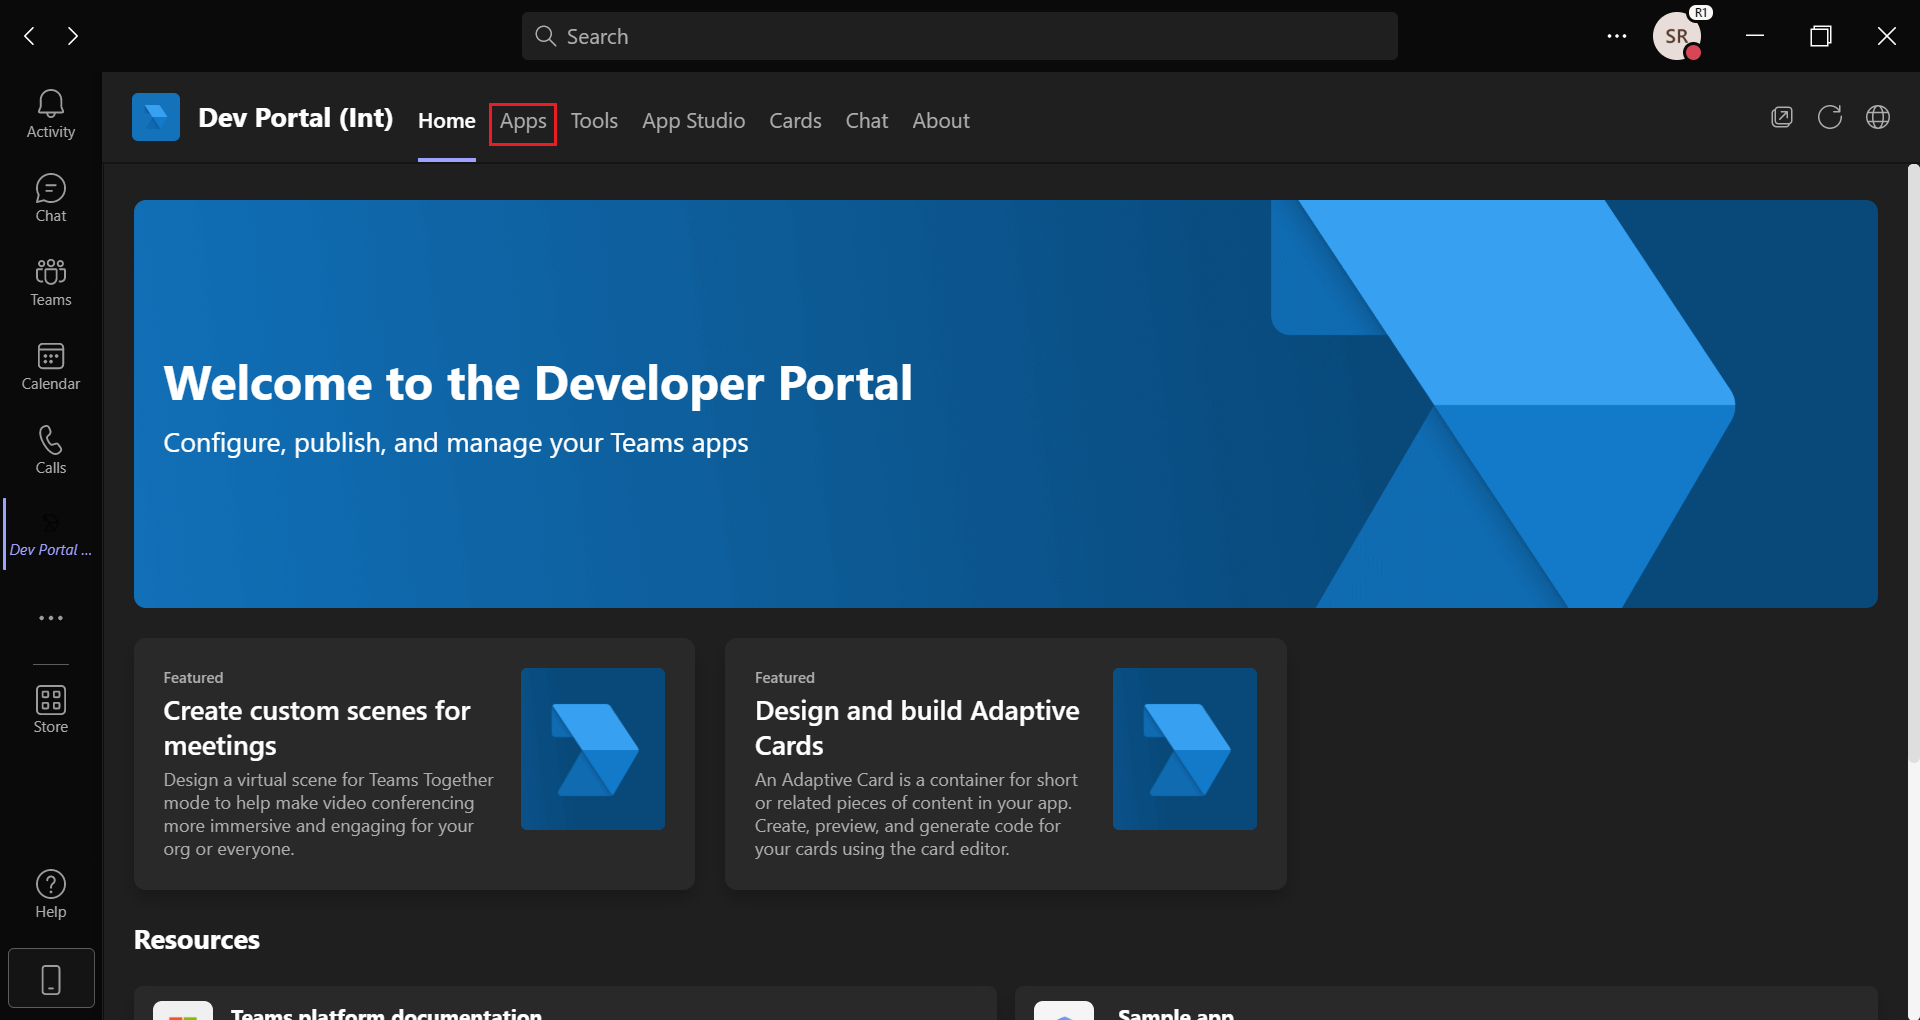 Search
SR
R1
Activity
Chat
Teams
Calendar
Calls
Dev Portal ...
Store
Help
Dev Portal (Int)
Home
Apps
Tools
App Studio
Cards
Chat
About
Welcome to the Developer Portal
Configure, publish, and manage your Teams apps
Featured
Create custom scenes for
meetings
Design a virtual scene for Teams Together
mode to help make video conferencing
more immersive and engaging for your
org or everyone.
Featured
Design and build Adaptive
Cards
An Adaptive Card is a container for short
or related pieces of content in your app.
Create, preview, and generate code for
your cards using the card editor.
Resources
Teams platform documentation
Sample app